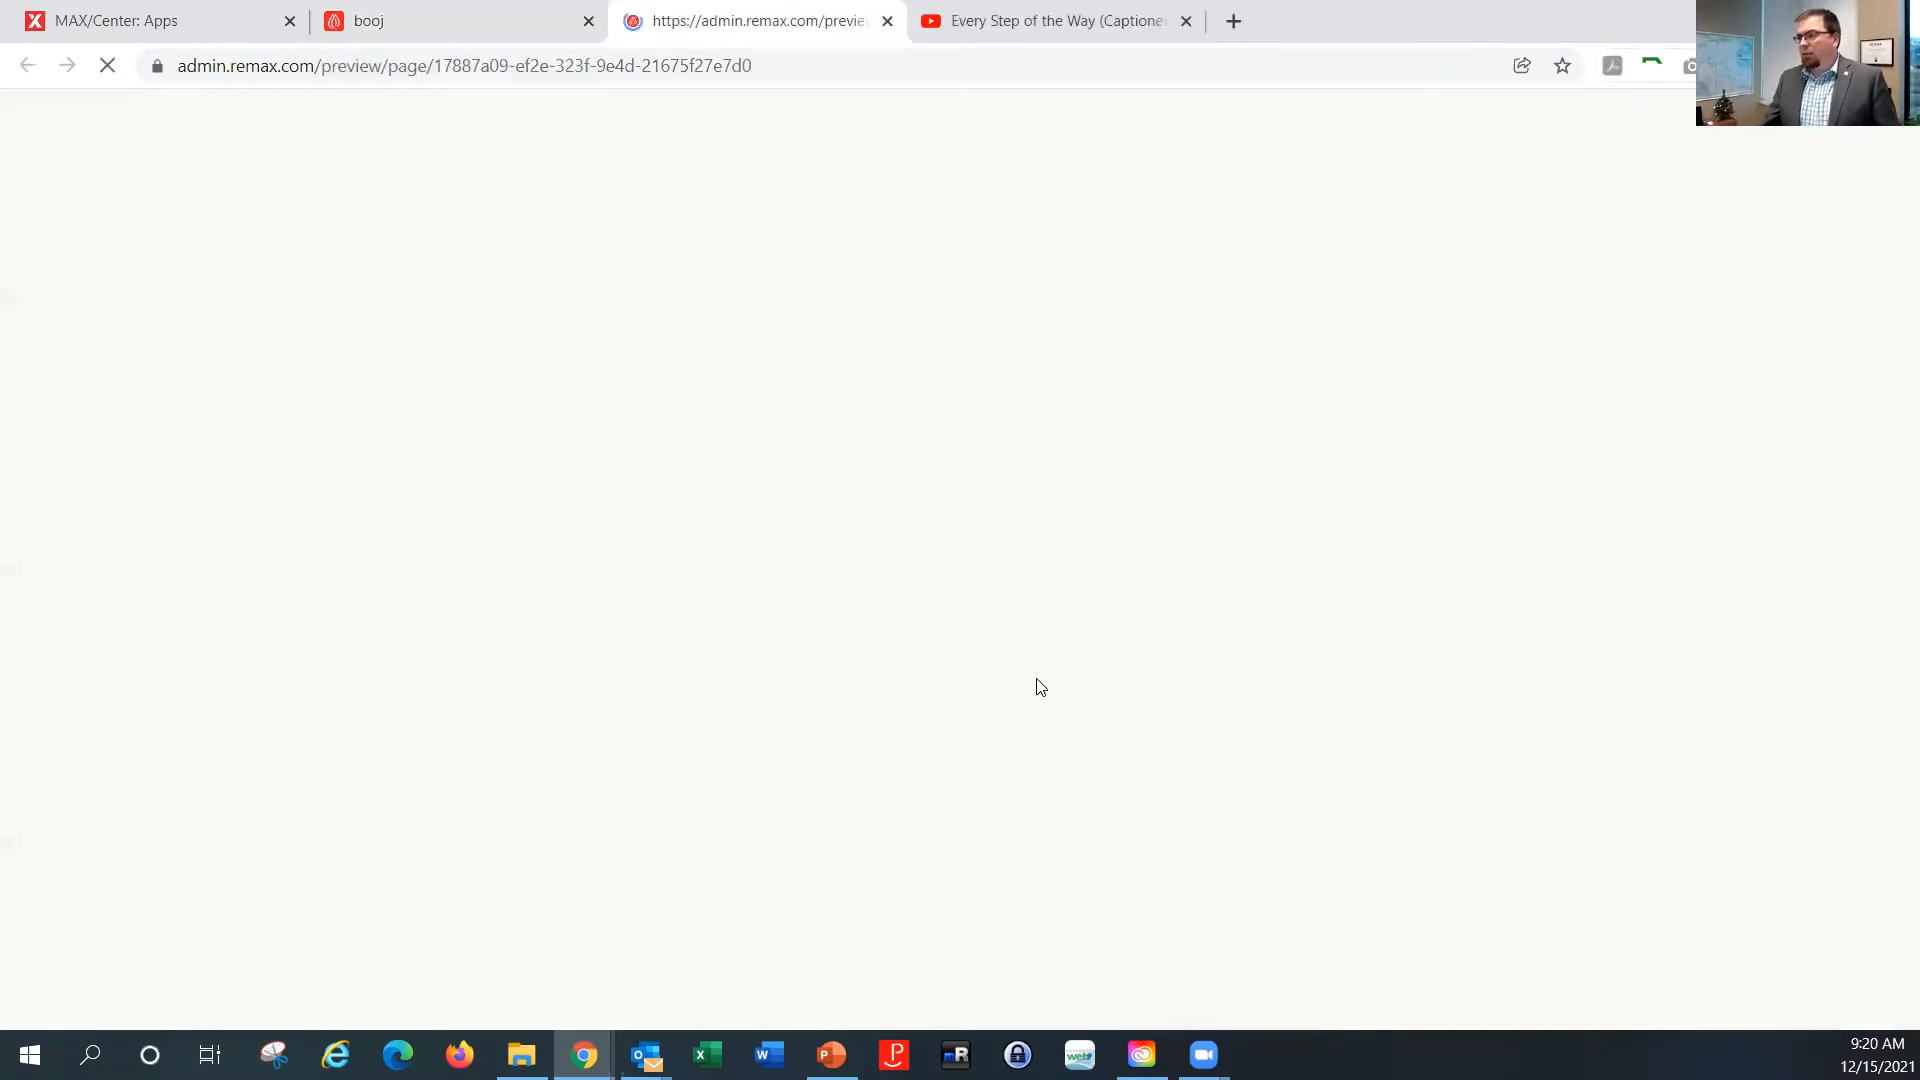 MAX/Center: Apps
booj
https://admin.remax.com/previe
Every Step of the Way (Captione
admin.remax.com/preview/page/17887a09-ef2e-323f-9e4d-21675f27e7d0
9:20 AM
12/15/2021